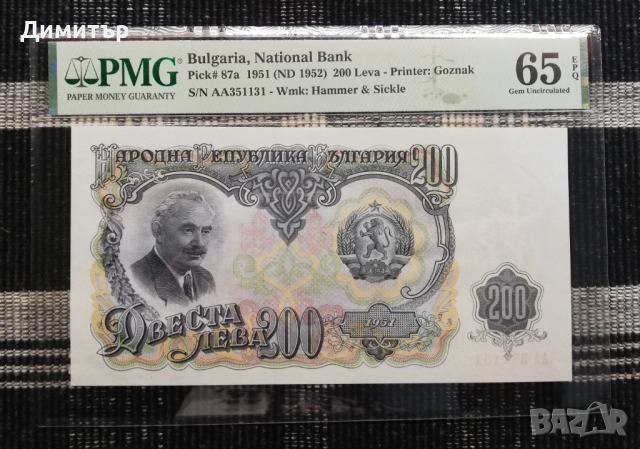 Димитър
PMG
PAPER MONEY GUARANTY
Bulgaria, National Bank
Pick# 87a 1951 (ND 1952) 200 Leva - Printer: Goznak
S/N AA351131 - Wmk: Hammer & Sickle
65 EPQ
Gem Uncirculated
НАРОДНА РЕПУБЛИКА БЪЛГАРИЯ 200
200
1951
ДВЕСТА
ЛЕВА 200
BAZÁR